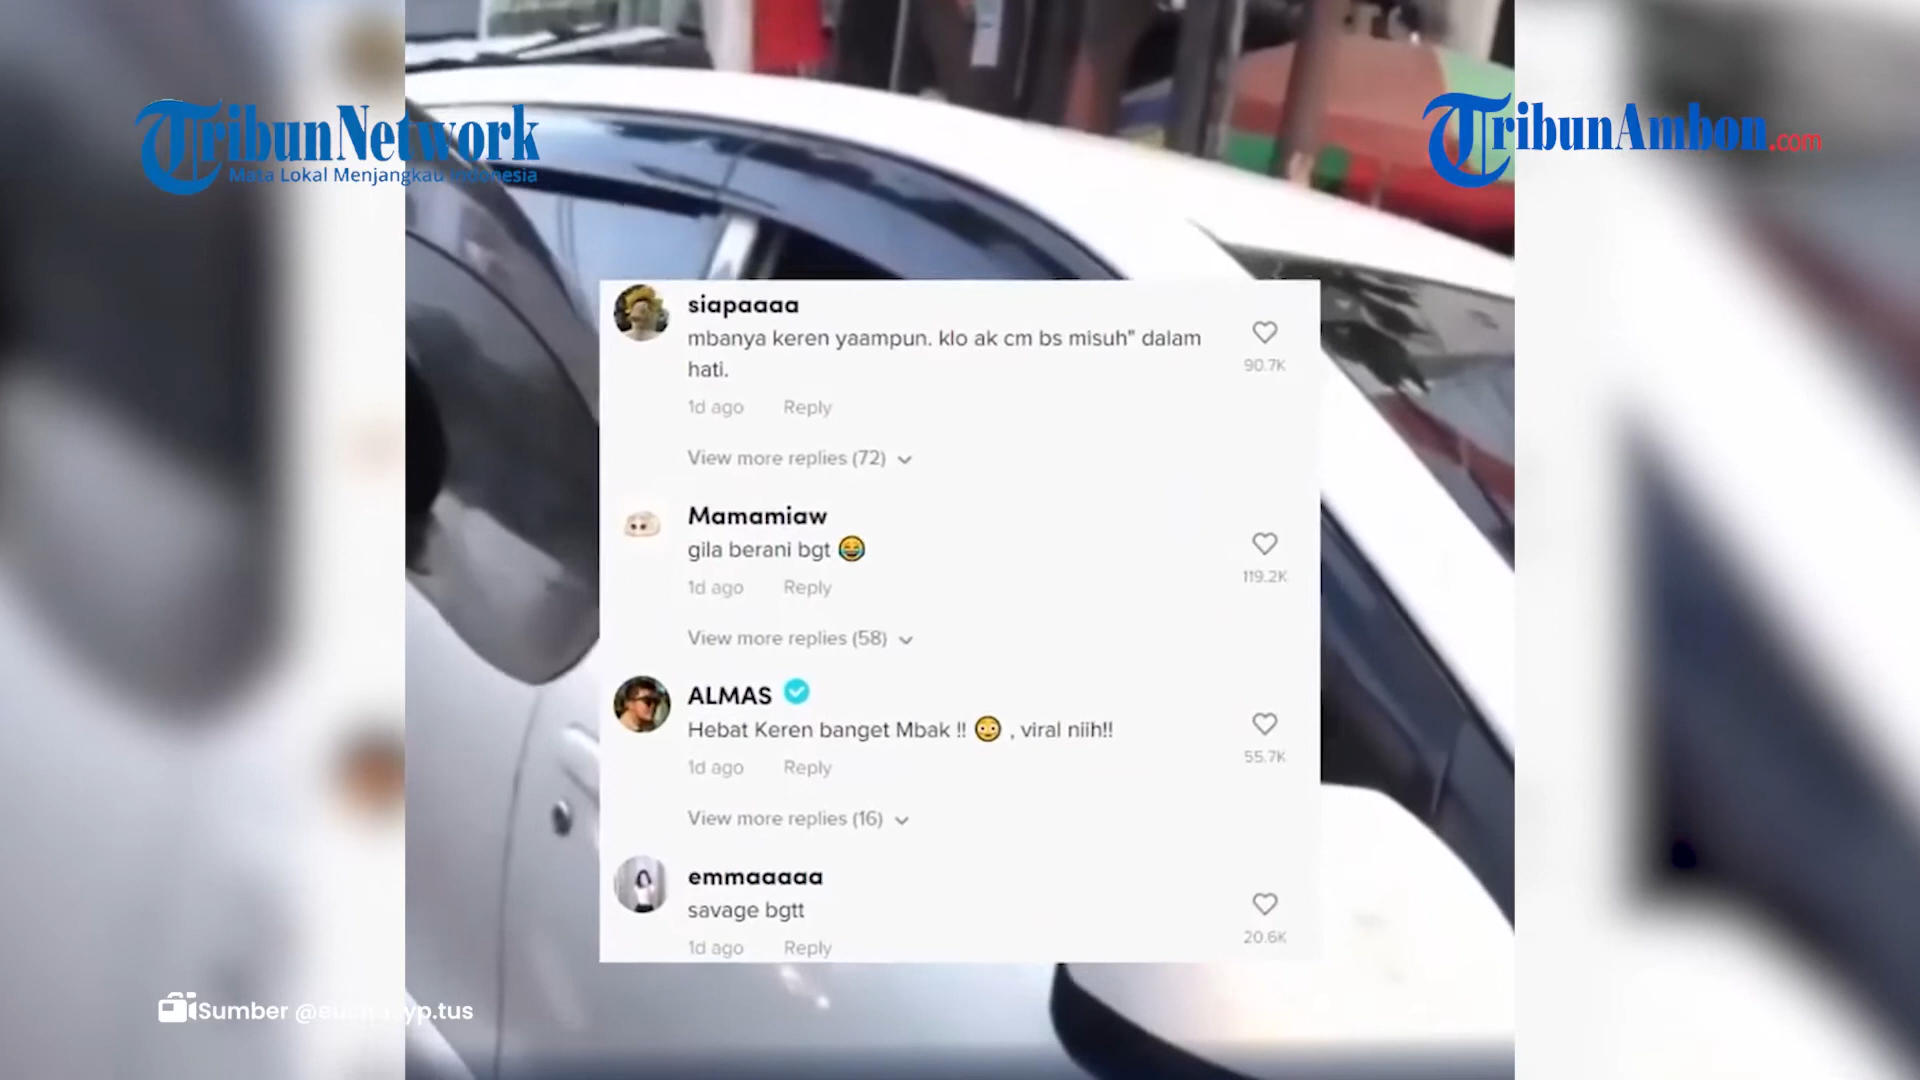 TribunNetwork
Mata Lokal Menjangkau Indonesia
TribunAmbon.com
siapaaaa
mbanya keren yaampun. klo ak cm bs misuh" dalam
hati.
90.7K
1d ago Reply
View more replies (72)
Mamamiaw
gila berani bgt 😂
119.2K
1d ago Reply
View more replies (58)
ALMAS
Hebat Keren banget Mbak !! 😳 , viral niih!!
55.7K
1d ago Reply
View more replies (16)
emmaaaaa
savage bgtt
20.6K
1d ago Reply
Sumber